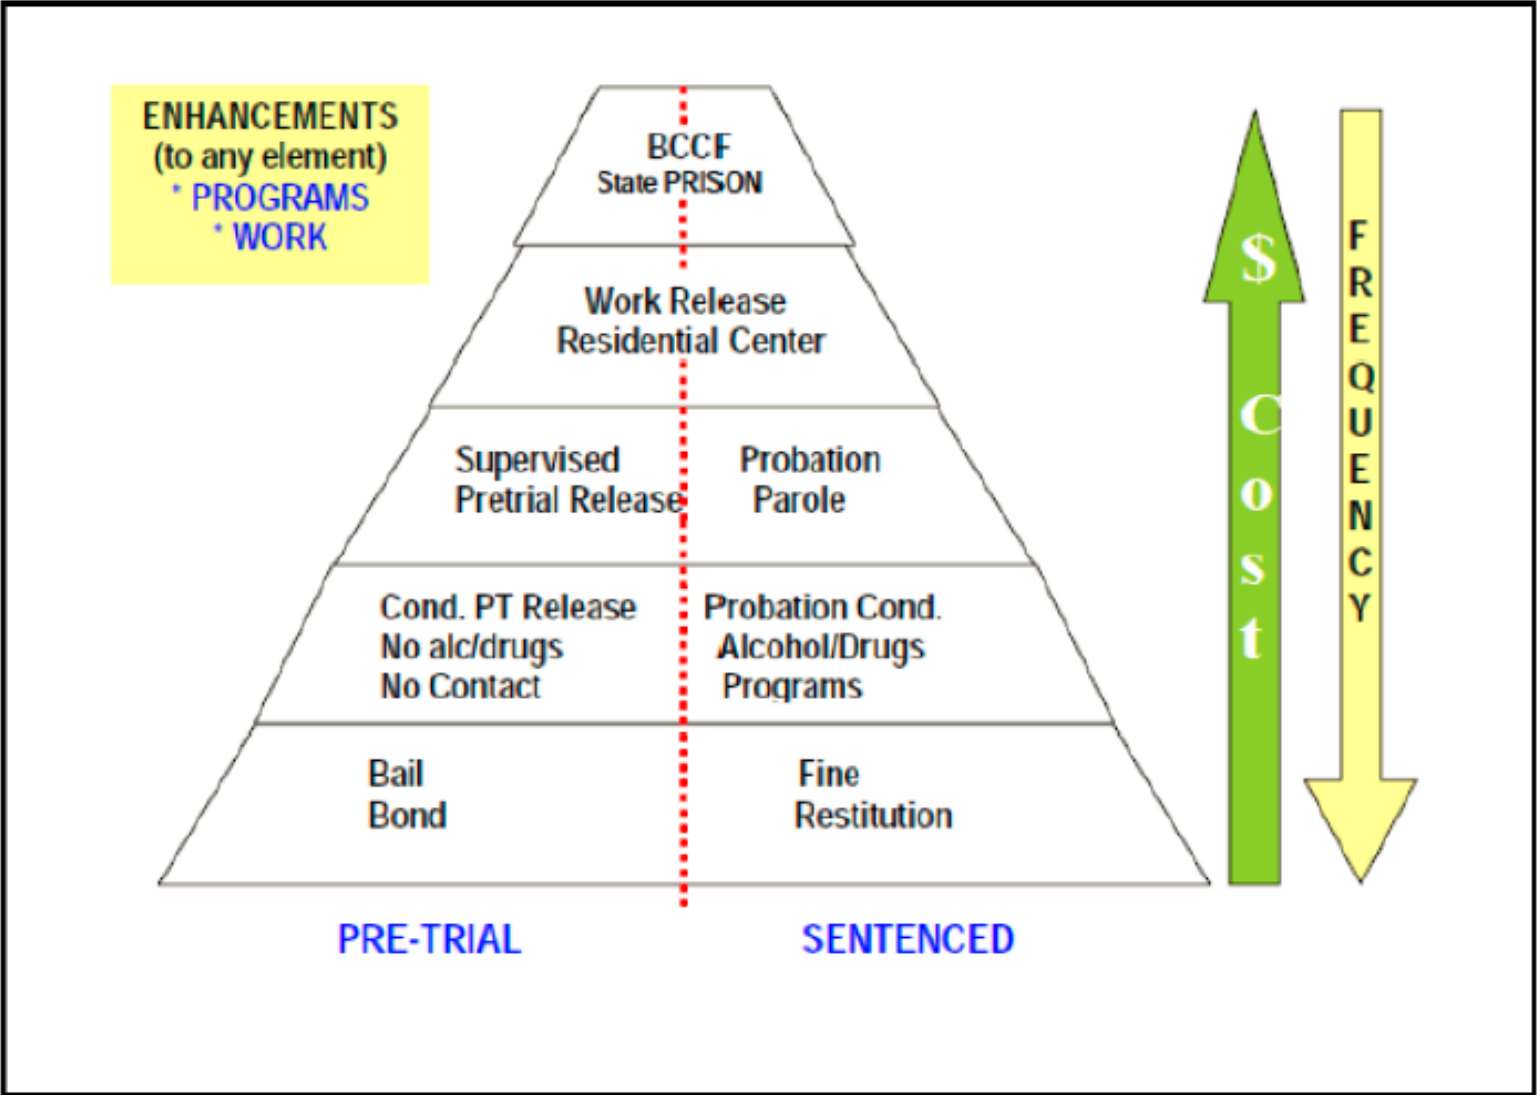 ENHANCEMENTS
(to any element)
* PROGRAMS
* WORK
BCCF
State PRISON
Work Release
Residential Center
Supervised
Pretrial Release
Probation
Parole
Cond. PT Release
No alc/drugs
No Contact
Probation Cond.
Alcohol/Drugs
Programs
Bail
Bond
Fine
Restitution
PRE-TRIAL
SENTENCED
$ Cost
FREQUENCY